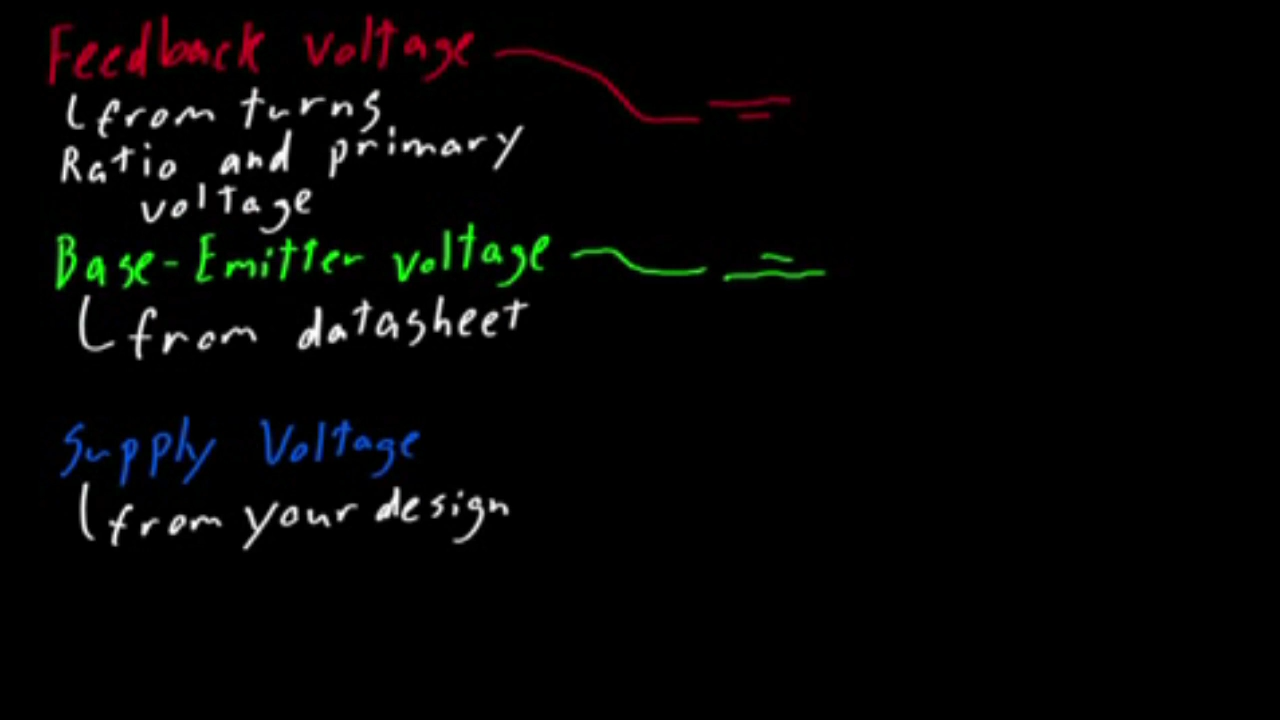 Feedback voltage
from turns
Ratio and primary
voltage
Base-Emitter voltage
from datasheet
Supply Voltage
from your design